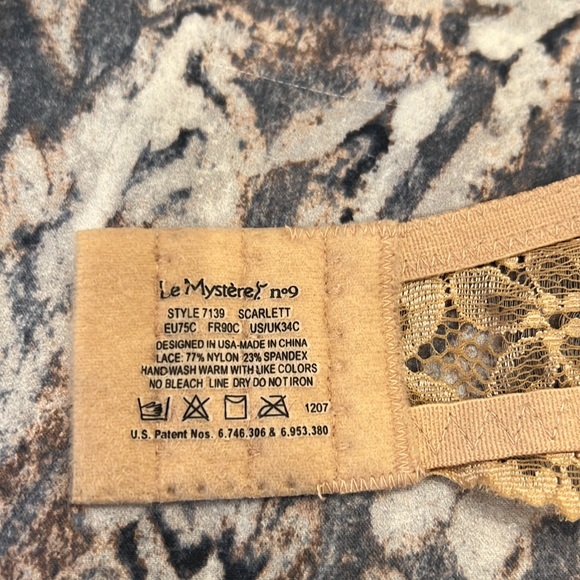 Le Mystère nº9
STYLE 7139 SCARLETT
EU75C FR90C US/UK34C
DESIGNED IN USA-MADE IN CHINA
LACE: 77% NYLON 23% SPANDEX
HAND WASH WARM WITH LIKE COLORS
NO BLEACH LINE DRY DO NOT IRON
1207
U.S. Patent Nos. 6.746.306 & 6.953.380